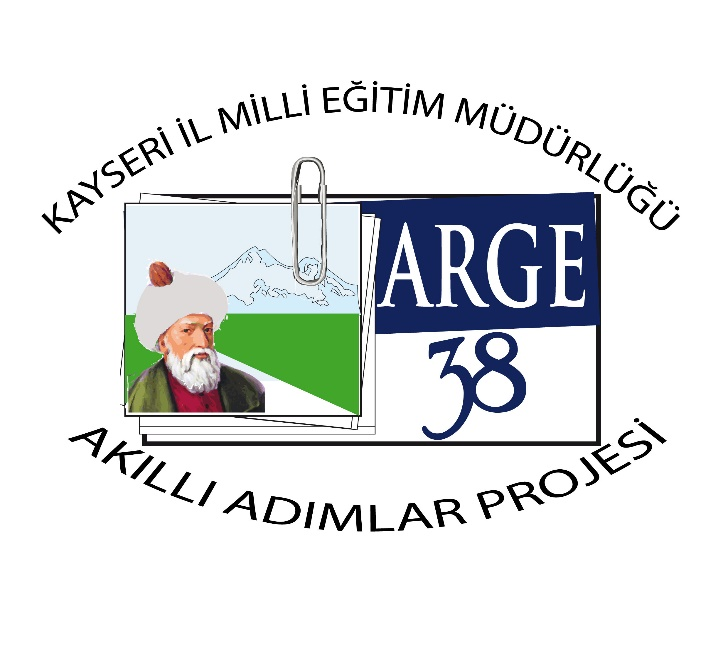 KAYSERİ İL MİLLİ EĞİTİM MÜDÜRLÜĞÜ
ARGE
38
AKILLI ADIMLAR PROJESİ